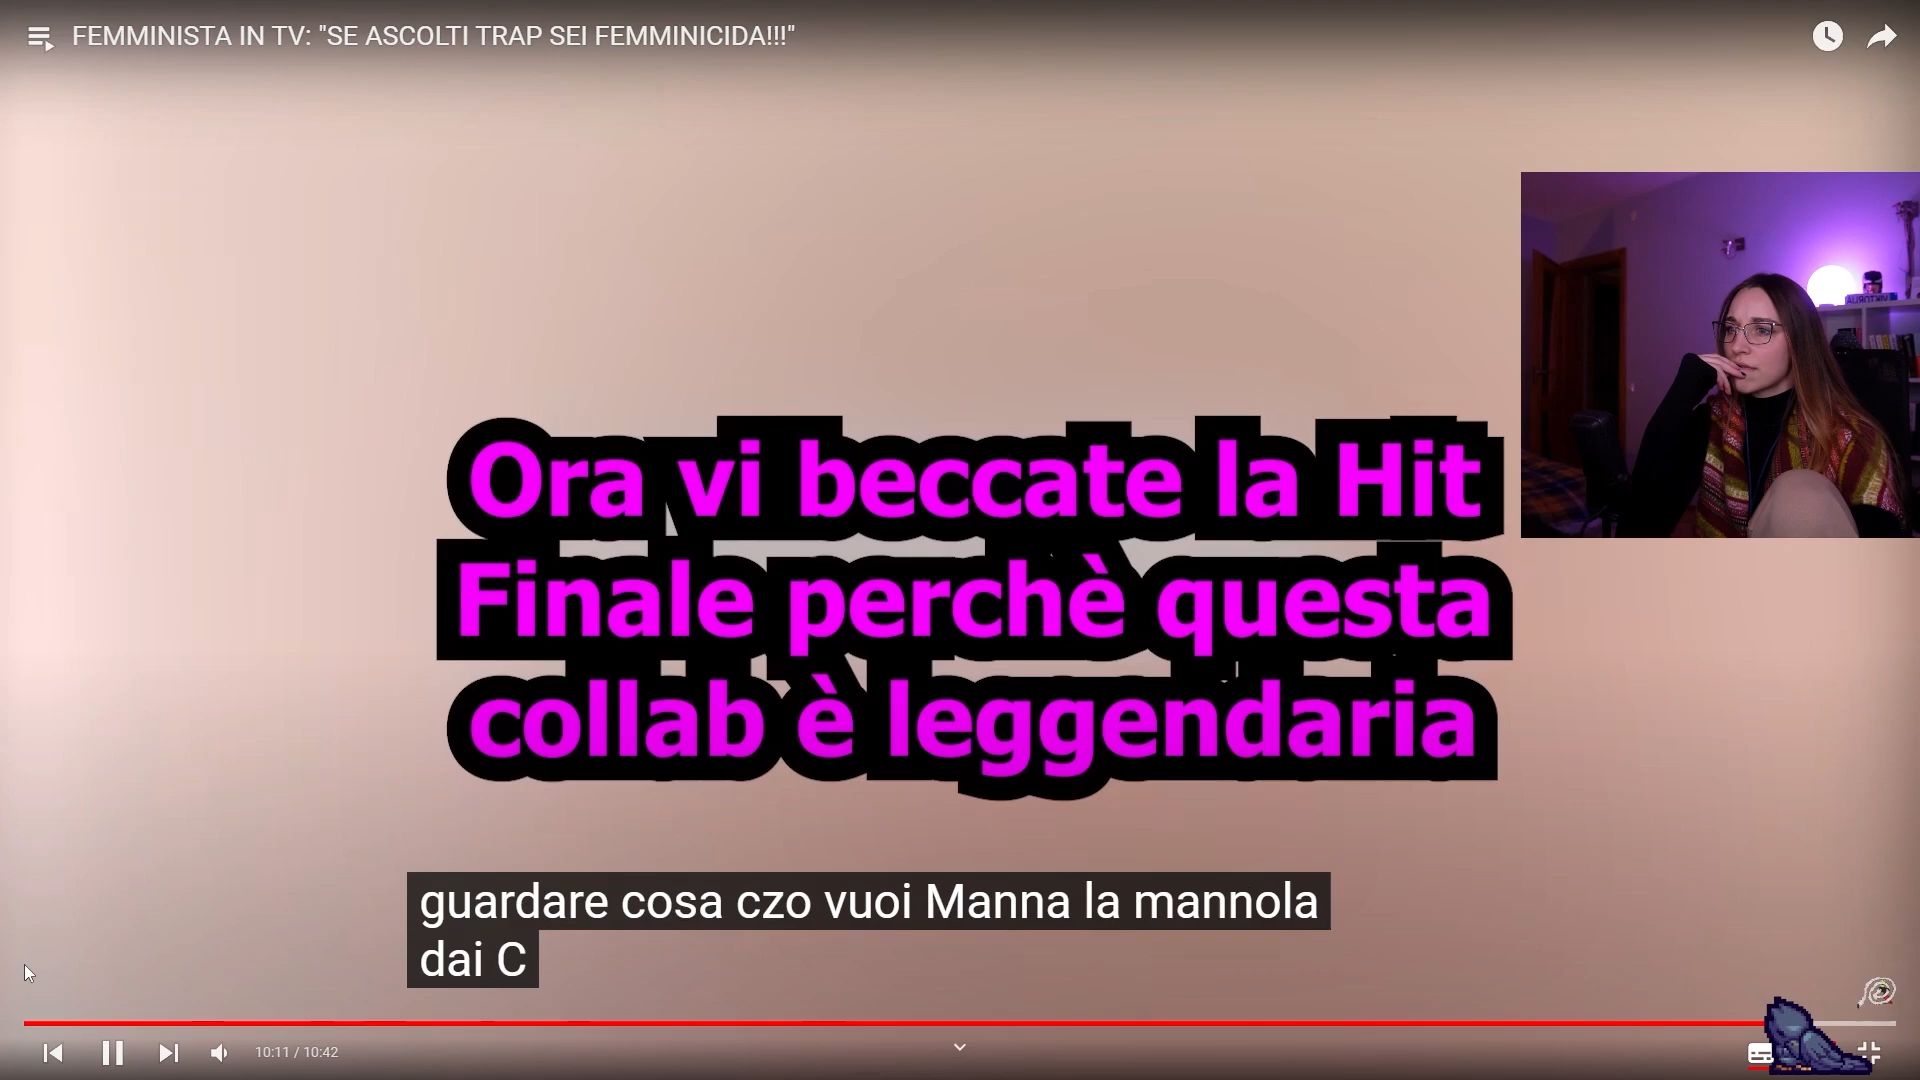 FEMMINISTA IN TV: "SE ASCOLTI TRAP SEI FEMMINICIDA!!!"
Ora vi beccate la Hit
Finale perchè questa
collab è leggendaria
guardare cosa czo vuoi Manna la mannola
dai C
10:11 / 10:42